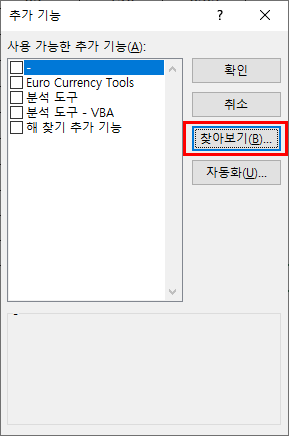 추가 기능
?
사용 가능한 추가 기능(A):
-
Euro Currency Tools
분석 도구
분석 도구 - VBA
해 찾기 추가 기능
확인
취소
찾아보기(B)...
자동화(U)...
-